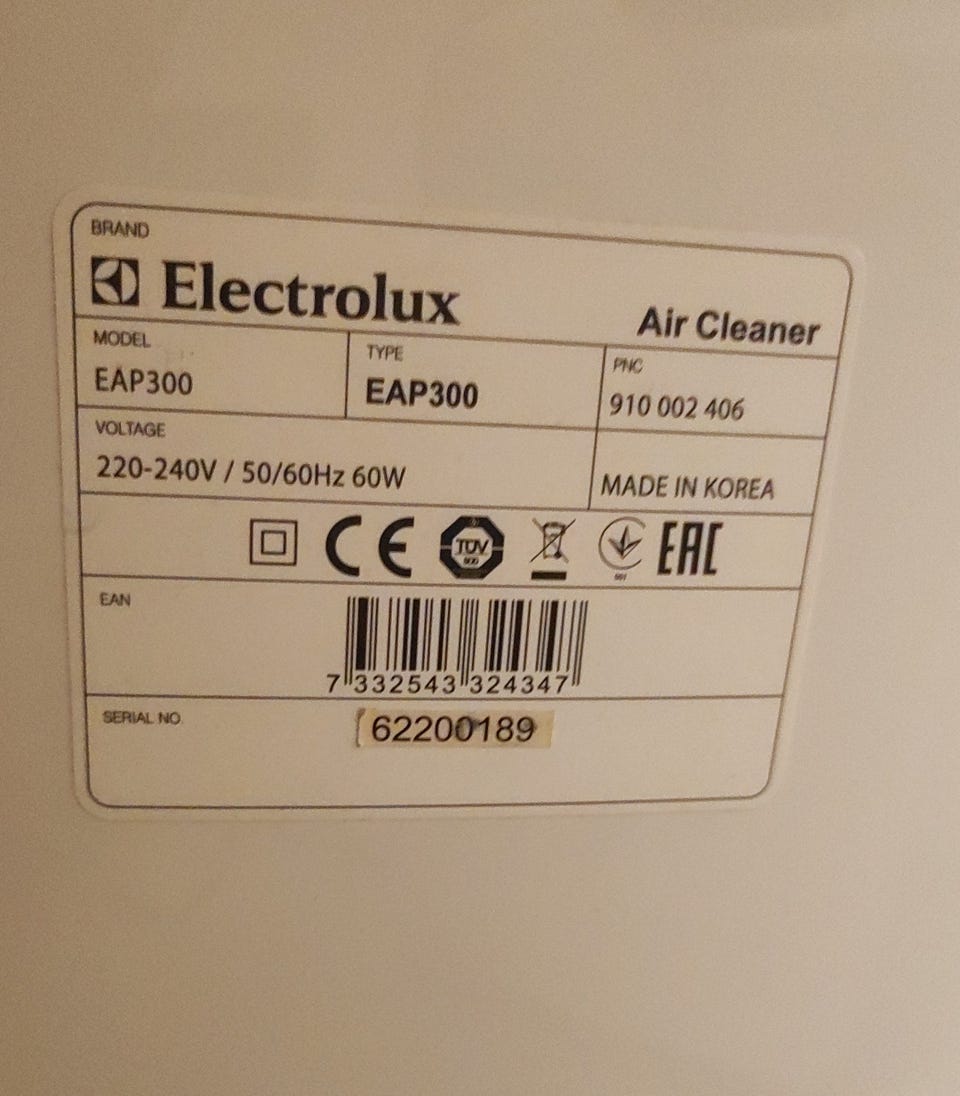 BRAND
Electrolux
Air Cleaner
MODEL
EAP300
TYPE
EAP300
PNC
910 002 406
VOLTAGE
220-240V / 50/60Hz 60W
MADE IN KOREA
CE TÜV EAC
EAN
7 332543 324347
SERIAL NO.
62200189